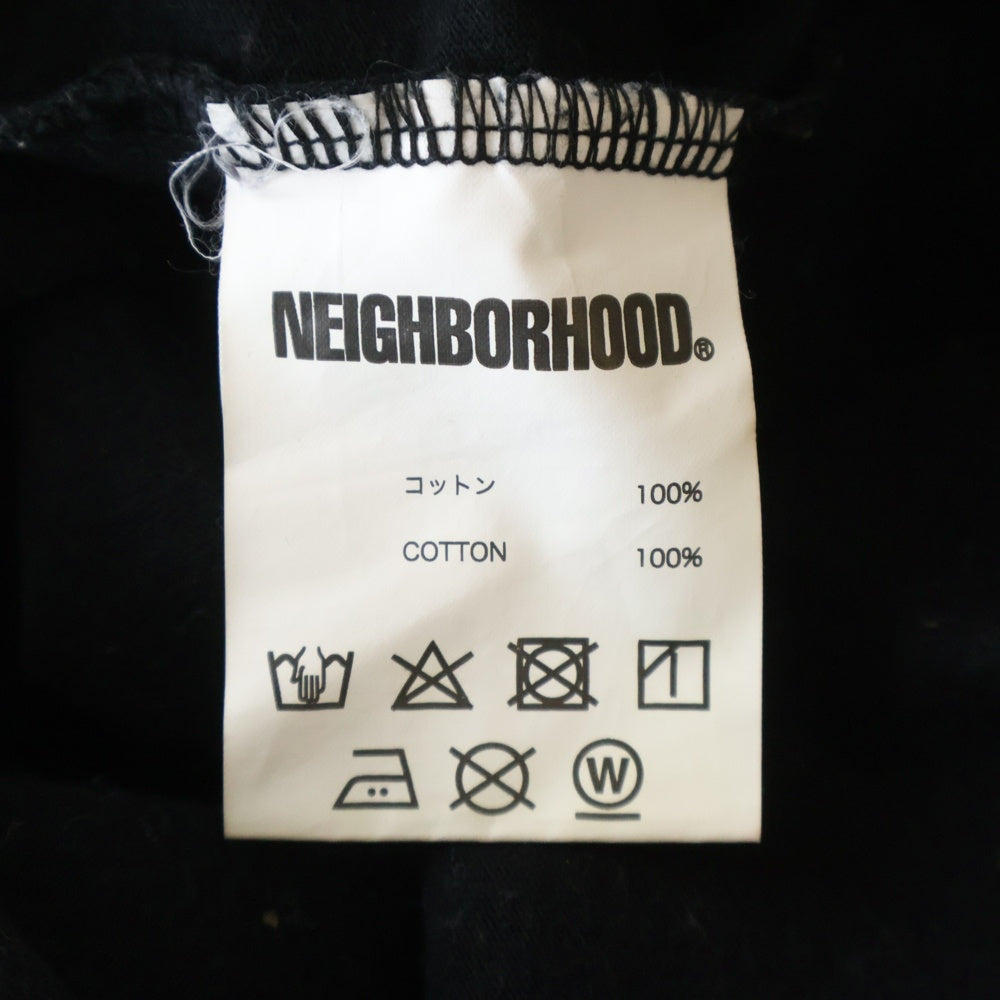 NEIGHBORHOOD®
コットン 100%
COTTON 100%
W